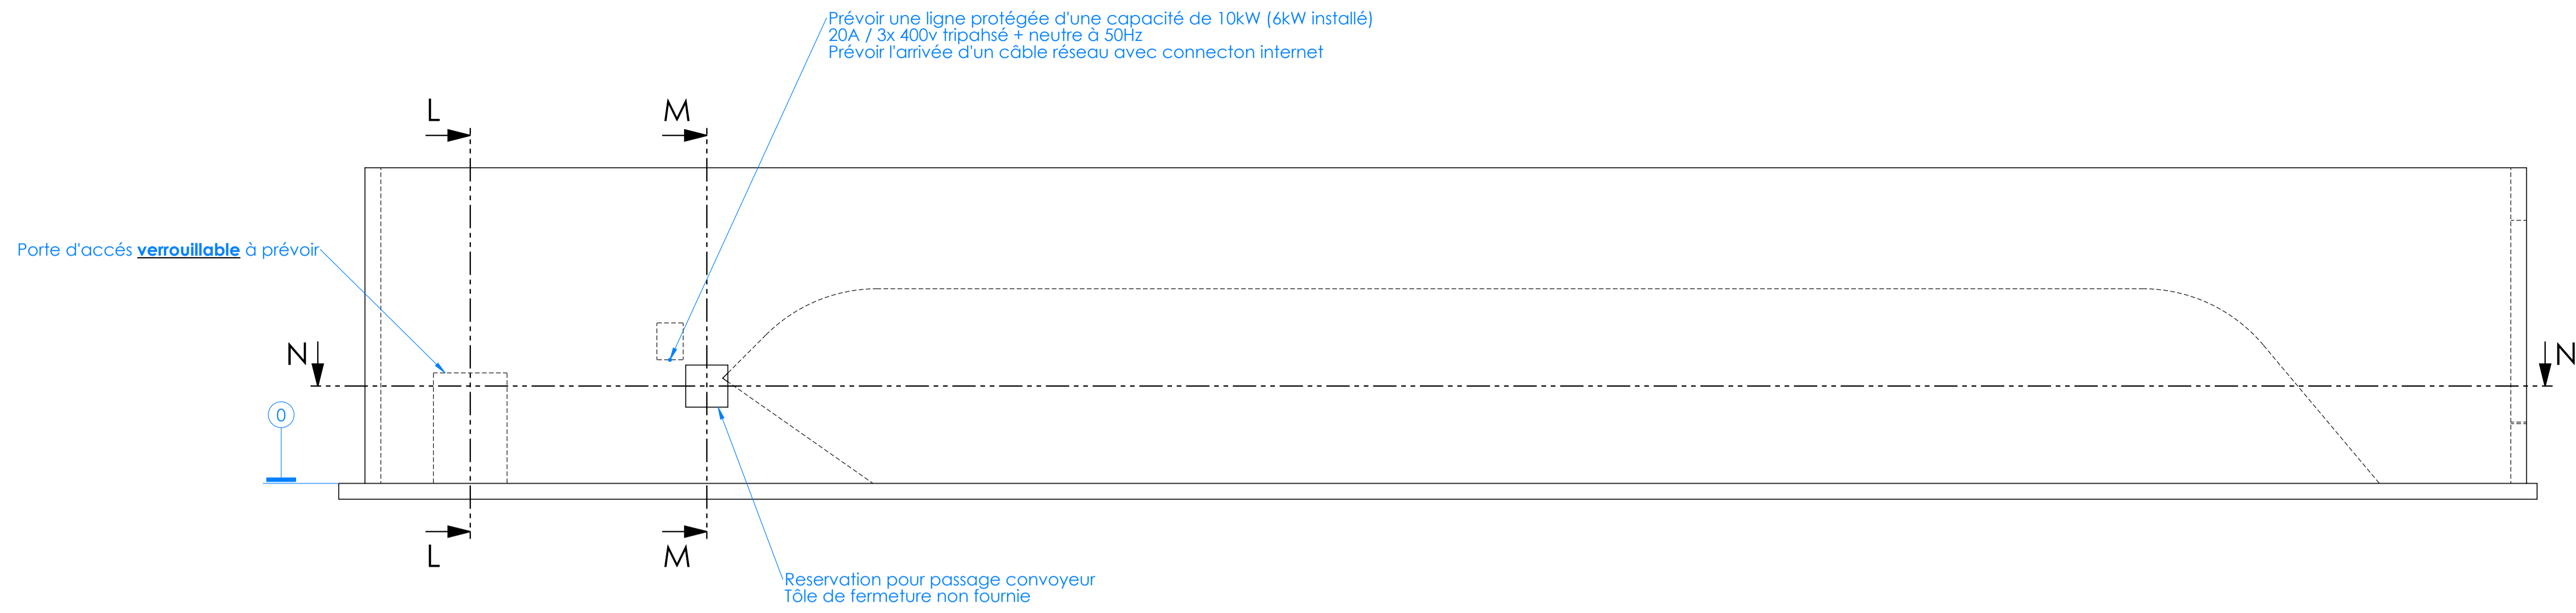 Prévoir une ligne protégée d'une capacité de 10kW (6kW installé)
20A / 3x 400v tripahsé + neutre à 50Hz
Prévoir l'arrivée d'un câble réseau avec connecton internet
L
M
Porte d'accés verrouillable à prévoir
N
N
0
L
M
Reservation pour passage convoyeur
Tôle de fermeture non fournie